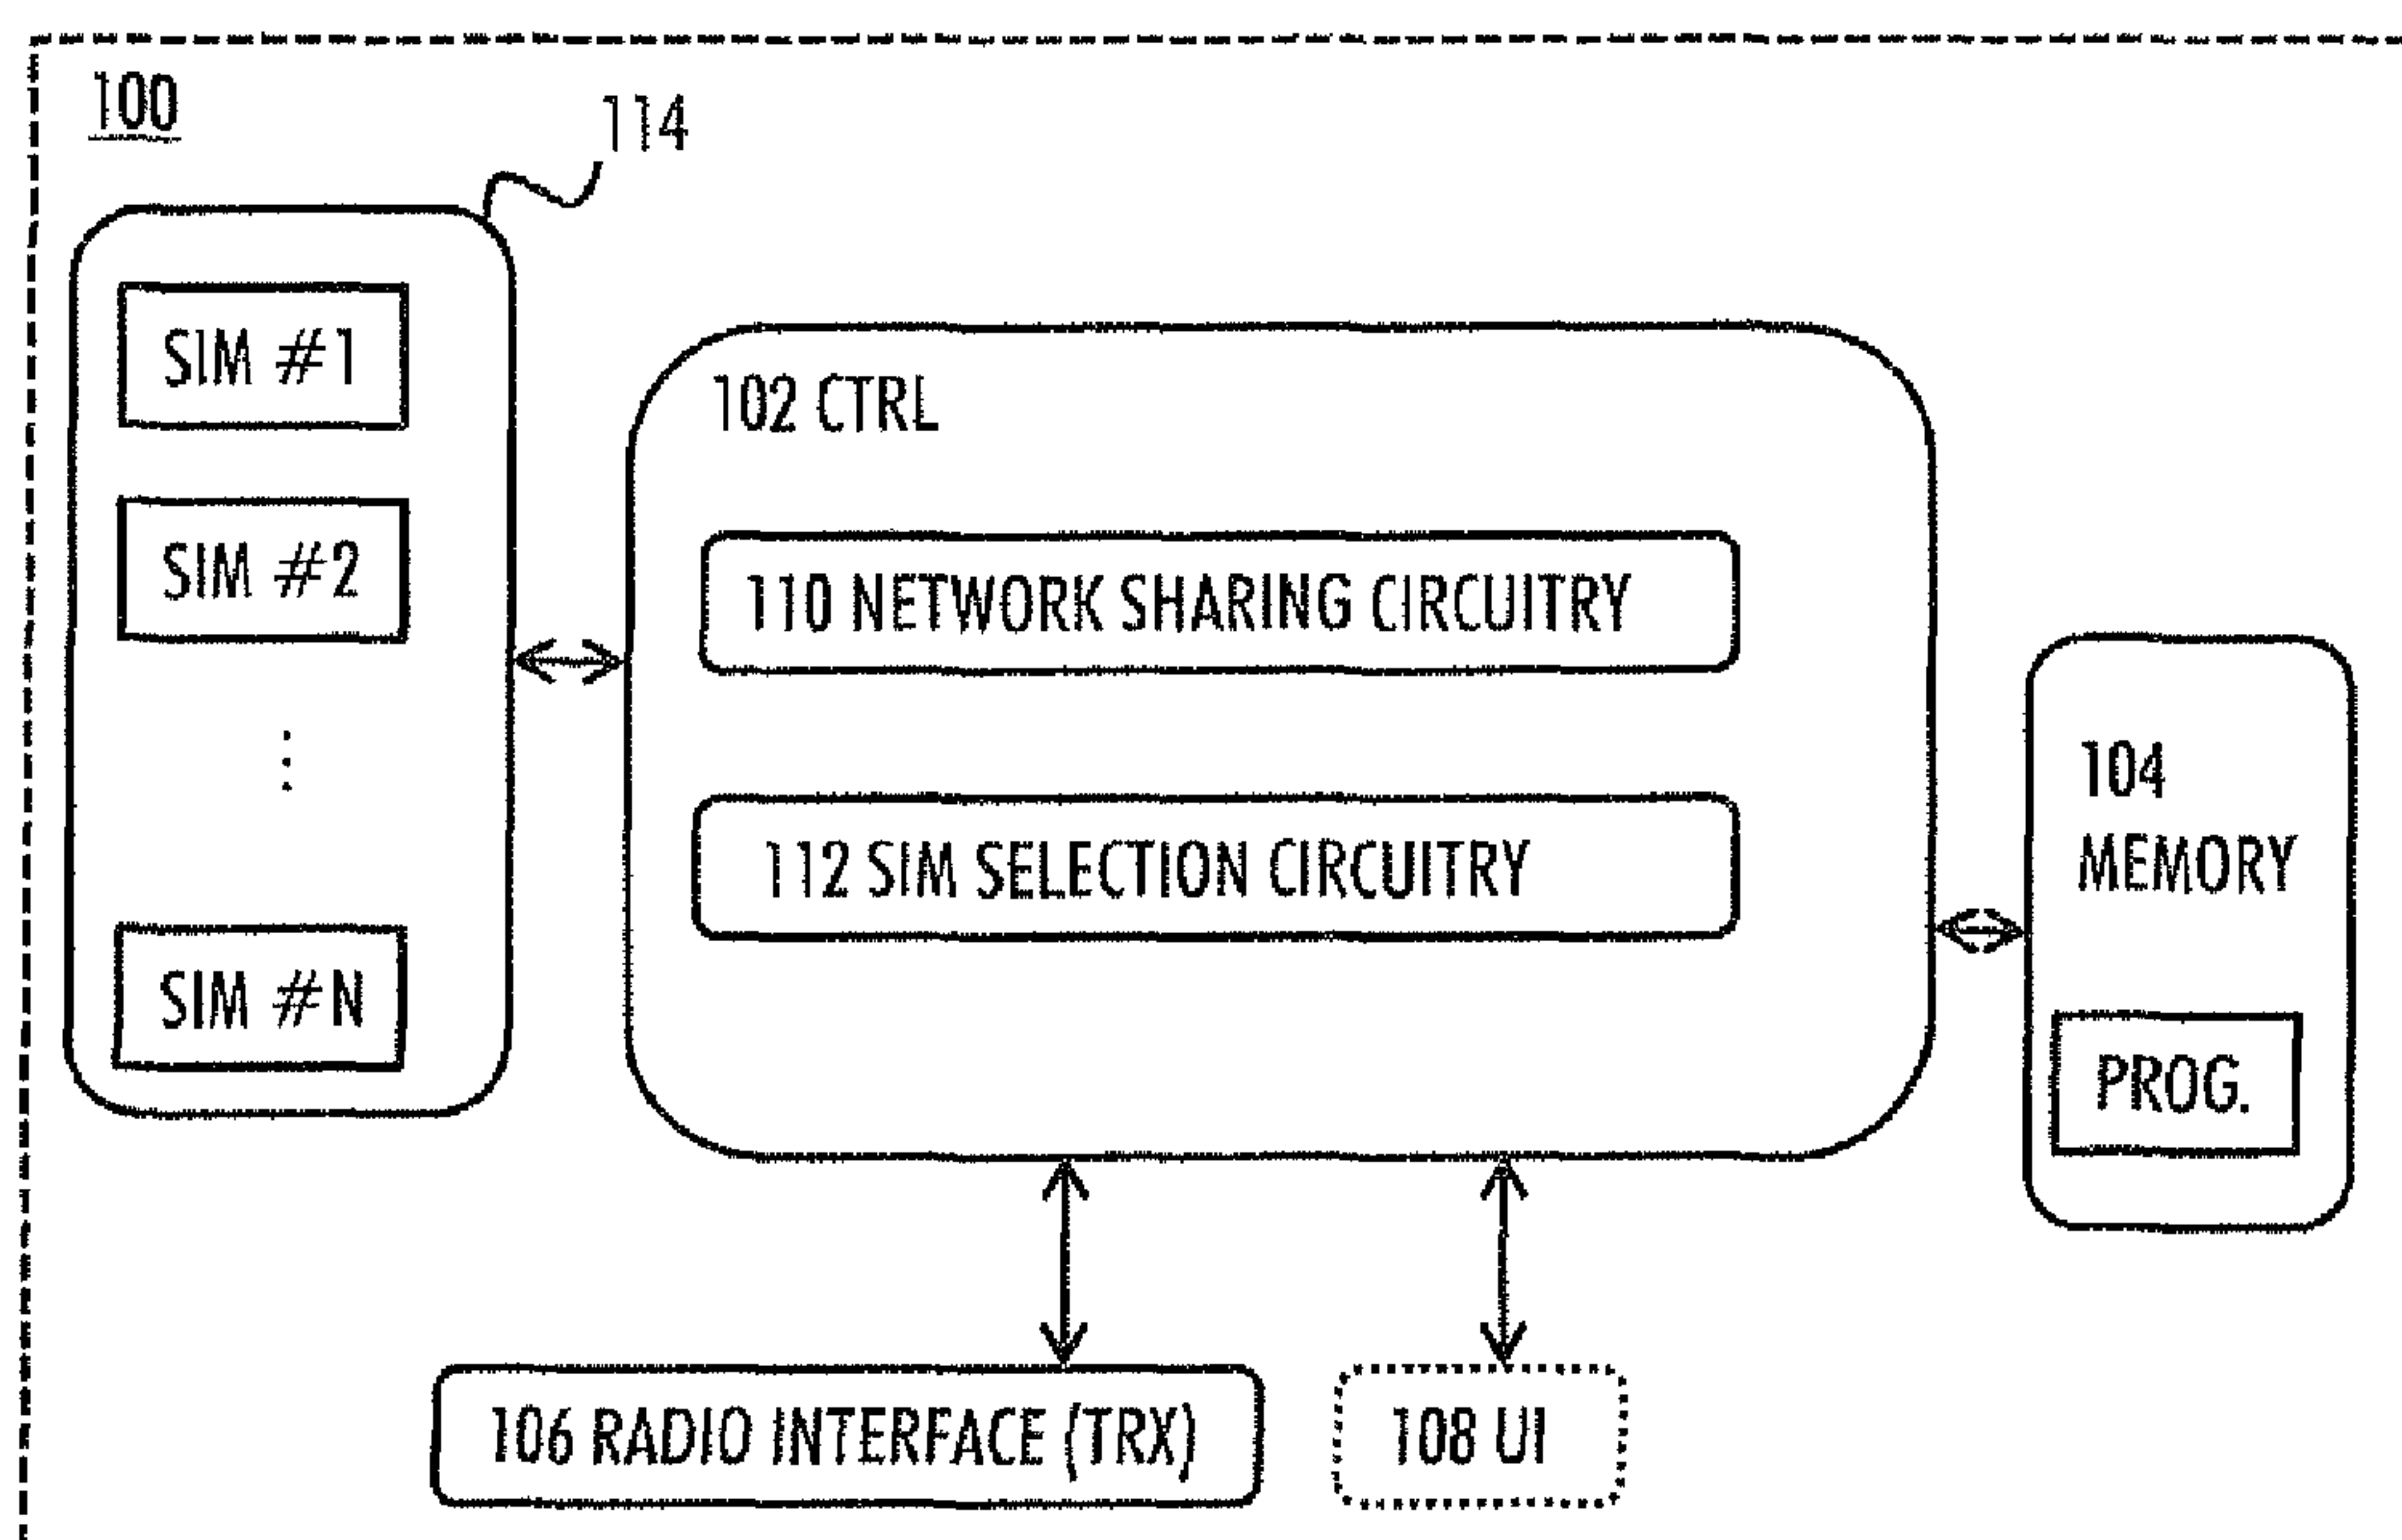 100
114
SIM #1
SIM #2
⋮
SIM #N
102 CTRL
110 NETWORK SHARING CIRCUITRY
112 SIM SELECTION CIRCUITRY
104
MEMORY
PROG.
106 RADIO INTERFACE (TRX)
108 UI